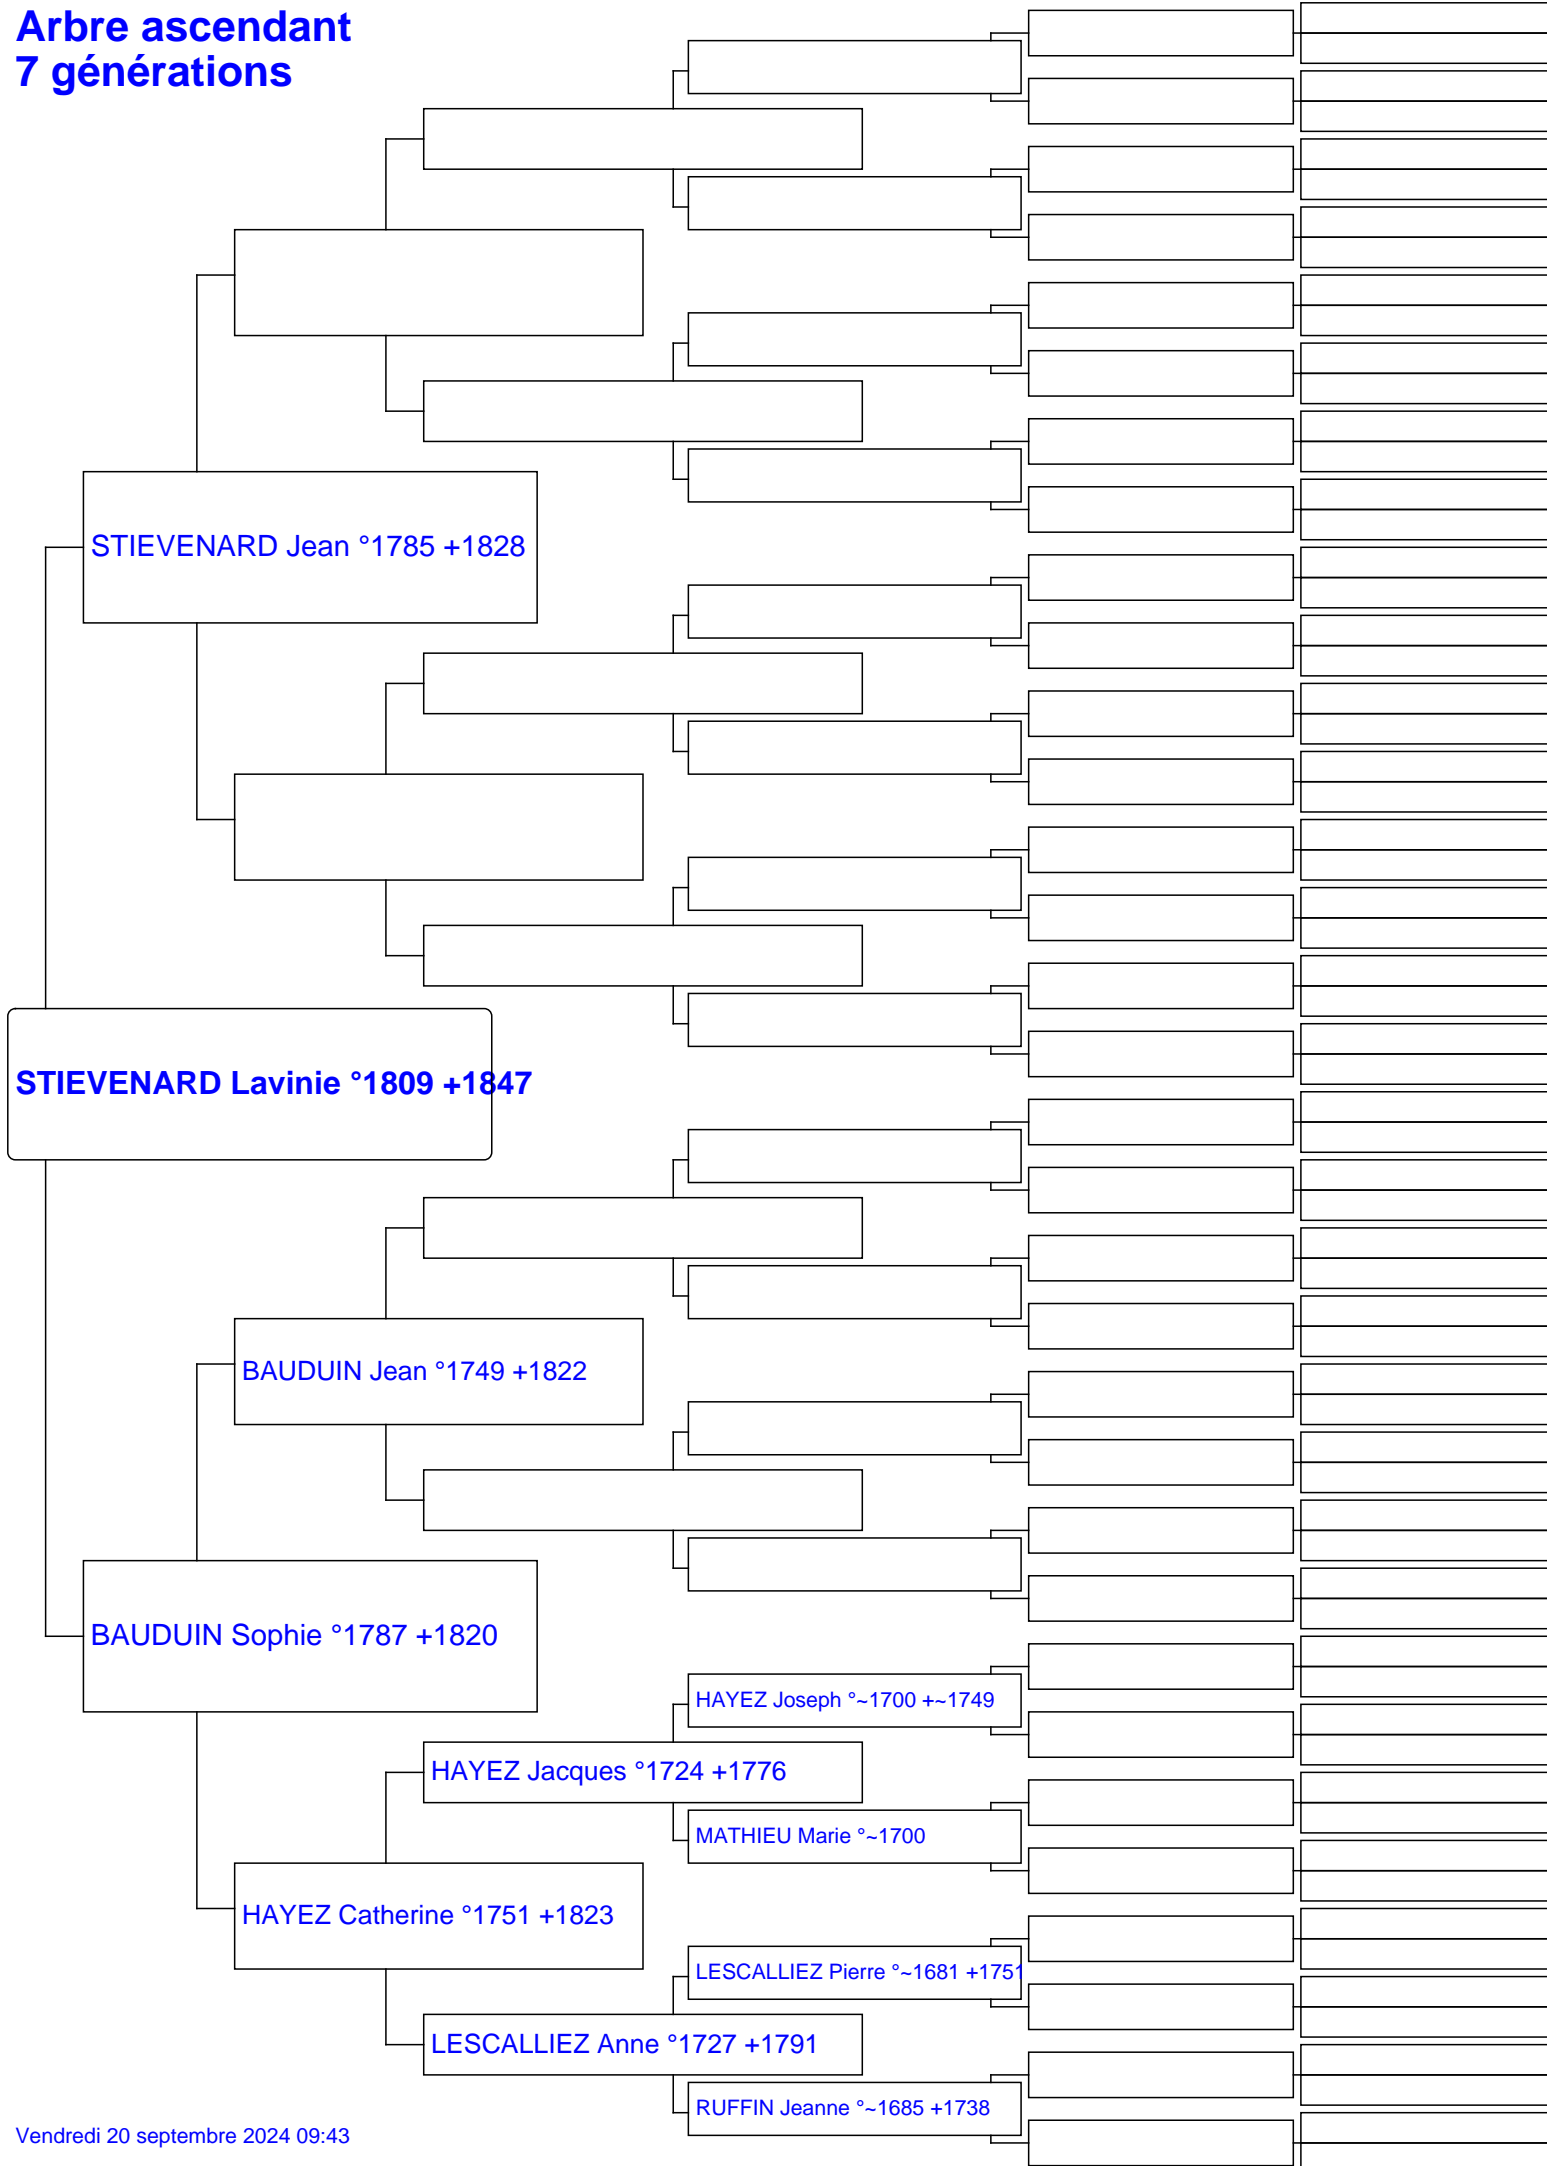 Arbre ascendant
7 générations
STIEVENARD Jean °1785 +1828
STIEVENARD Lavinie °1809 +1847
BAUDUIN Jean °1749 +1822
BAUDUIN Sophie °1787 +1820
HAYEZ Joseph °~1700 +~1749
HAYEZ Jacques °1724 +1776
MATHIEU Marie °~1700
HAYEZ Catherine °1751 +1823
LESCALLIEZ Pierre °~1681 +1751
LESCALLIEZ Anne °1727 +1791
RUFFIN Jeanne °~1685 +1738
Vendredi 20 septembre 2024 09:43